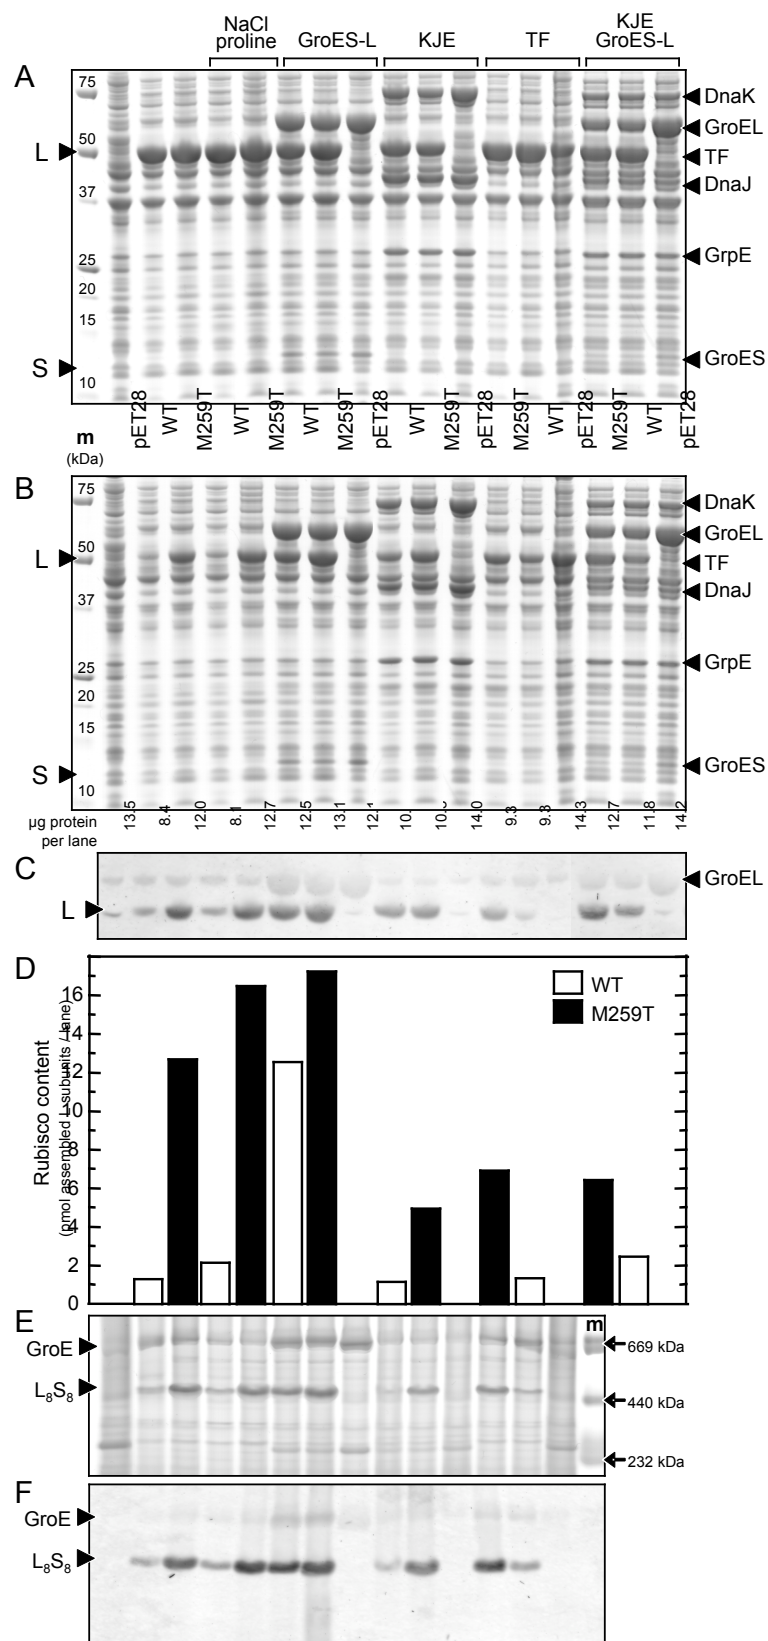 NaCl
proline
GroES-L
KJE
TF
KJE
GroES-L
A
75
50
37
25
20
15
10
L
S
DnaK
GroEL
TF
DnaJ
GrpE
GroES
m
(kDa)
pET28
WT
M259T
WT
M259T
WT
M259T
pET28
WT
M259T
pET28
M259T
WT
pET28
M259T
WT
pET28
B
75
50
37
25
20
15
10
L
S
DnaK
GroEL
TF
DnaJ
GrpE
GroES
µg protein
per lane
13.5
8.4
12.0
8.1
12.7
12.5
13.1
14.0
9.3
9.3
14.3
12.7
11.8
14.2
C
L
GroEL
D
Rubisco content
(pmol assembled L-subunits / lane)
16
14
12
10
8
6
4
2
0
WT
M259T
E
GroE
L8S8
m
669 kDa
440 kDa
232 kDa
F
GroE
L8S8